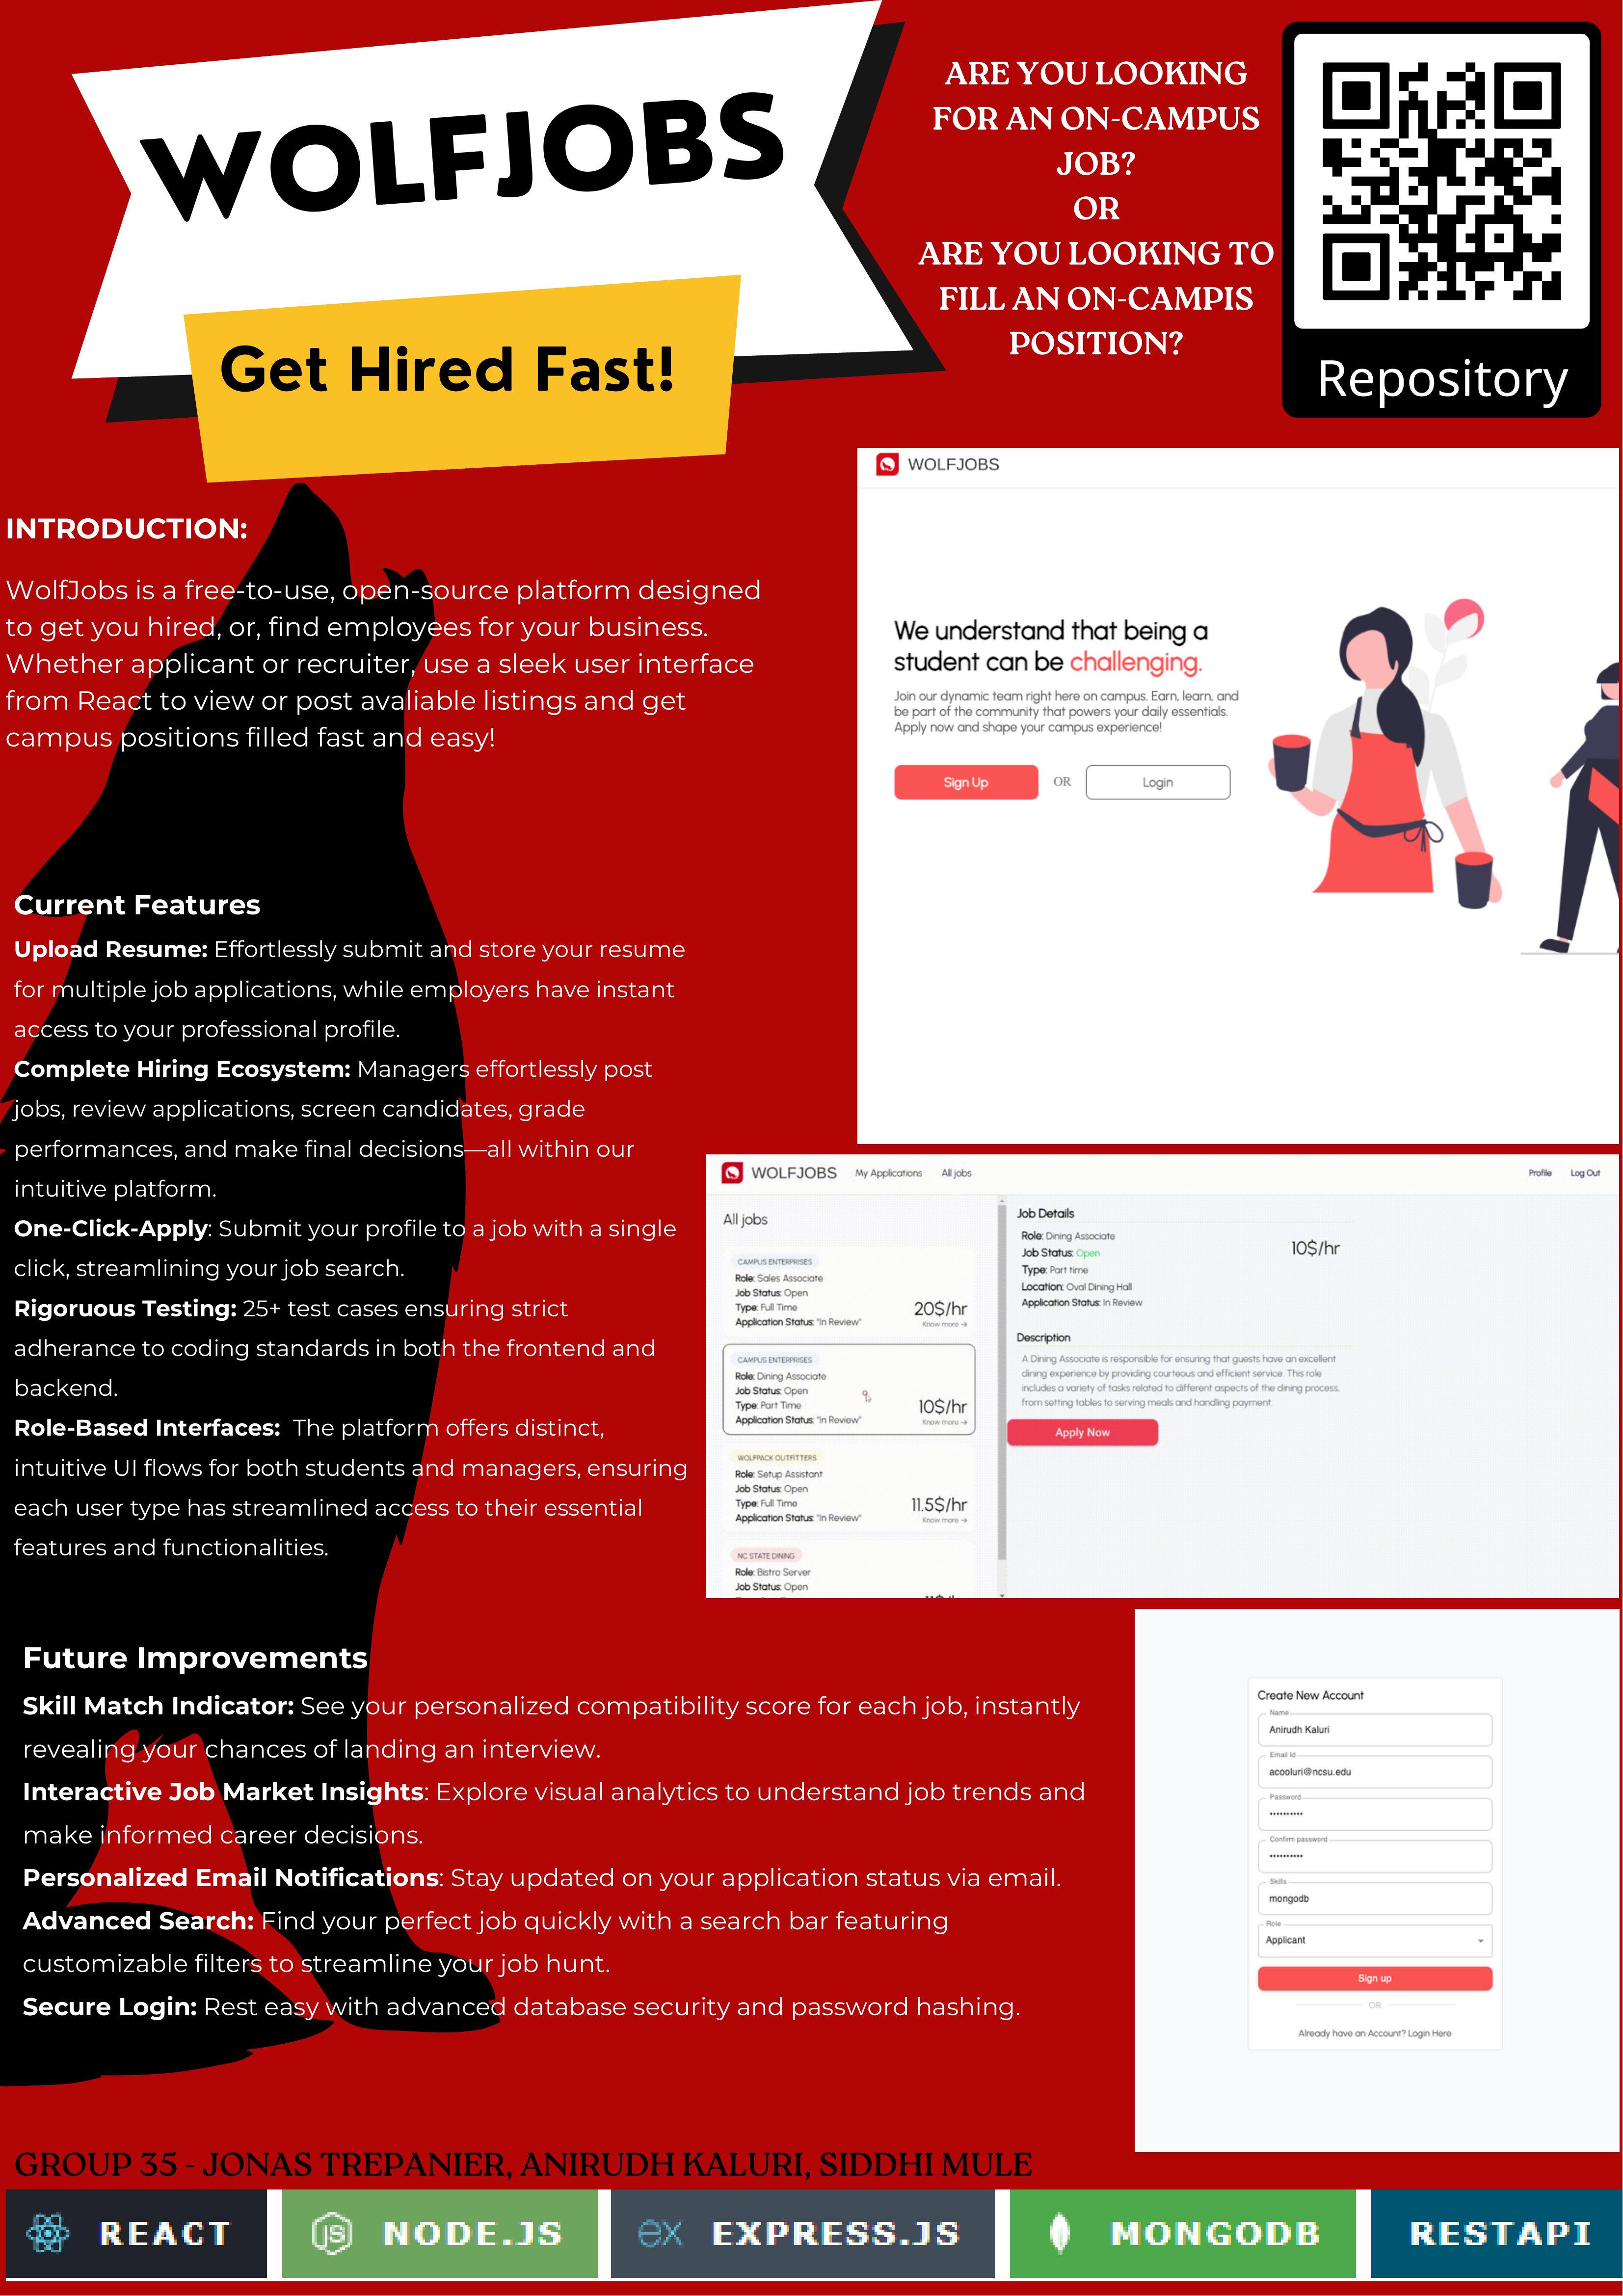 WOLFJOBS
Get Hired Fast!
ARE YOU LOOKING
FOR AN ON-CAMPUS
JOB?
OR
ARE YOU LOOKING TO
FILL AN ON-CAMPIS
POSITION?
Repository
INTRODUCTION:
WolfJobs is a free-to-use, open-source platform designed
to get you hired, or, find employees for your business.
Whether applicant or recruiter, use a sleek user interface
from React to view or post avaliable listings and get
campus positions filled fast and easy!
WOLFJOBS
We understand that being a
student can be challenging.
Join our dynamic team right here on campus. Earn, learn, and
be part of the community that powers your daily essentials.
Apply now and shape your campus experience!
Sign Up OR Login
Current Features
Upload Resume: Effortlessly submit and store your resume
for multiple job applications, while employers have instant
access to your professional profile.
Complete Hiring Ecosystem: Managers effortlessly post
jobs, review applications, screen candidates, grade
performances, and make final decisions—all within our
intuitive platform.
One-Click-Apply: Submit your profile to a job with a single
click, streamlining your job search.
Rigoruous Testing: 25+ test cases ensuring strict
adherance to coding standards in both the frontend and
backend.
Role-Based Interfaces: The platform offers distinct,
intuitive UI flows for both students and managers, ensuring
each user type has streamlined access to their essential
features and functionalities.
WOLFJOBS My Applications All jobs Profile Log Out
All jobs
CAMPUS ENTERPRISES
Role: Sales Associate
Job Status: Open
Type: Full Time
Application Status: "In Review"
20$/hr
Know more →
CAMPUS ENTERPRISES
Role: Dining Associate
Job Status: Open
Type: Part Time
Application Status: "In Review"
10$/hr
Know more →
WOLFPACK OUTFITTERS
Role: Setup Assistant
Job Status: Open
Type: Full Time
Application Status: "In Review"
11.5$/hr
Know more →
NC STATE DINING
Role: Bistro Server
Job Status: Open
Job Details
Role: Dining Associate
Job Status: Open
Type: Part time
Location: Oval Dining Hall
Application Status: In Review
10$/hr
Description
A Dining Associate is responsible for ensuring that guests have an excellent
dining experience by providing courteous and efficient service. This role
includes a variety of tasks related to different aspects of the dining process,
from setting tables to serving meals and handling payment
Apply Now
Future Improvements
Skill Match Indicator: See your personalized compatibility score for each job, instantly
revealing your chances of landing an interview.
Interactive Job Market Insights: Explore visual analytics to understand job trends and
make informed career decisions.
Personalized Email Notifications: Stay updated on your application status via email.
Advanced Search: Find your perfect job quickly with a search bar featuring
customizable filters to streamline your job hunt.
Secure Login: Rest easy with advanced database security and password hashing.
Create New Account
Name
Anirudh Kaluri
Email Id
acooluri@ncsu.edu
Password
••••••••••
Confirm password
••••••••••
Skills
mongodb
Role
Applicant
Sign up
OR
Already have an Account? Login Here
GROUP 35 - JONAS TREPANIER, ANIRUDH KALURI, SIDDHI MULE
REACT JS NODE.JS ex EXPRESS.JS MONGODB RESTAPI